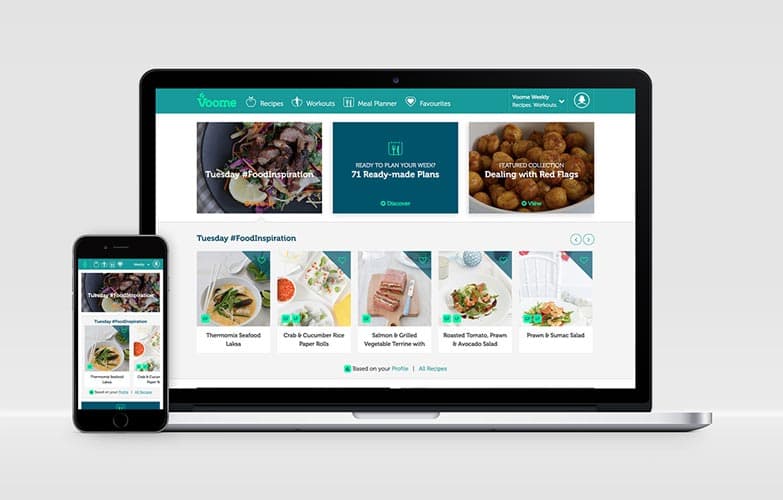 Voome
Recipes
Workouts
Meal Planner
Favourites
Voome Weekly
Recipes. Workouts.
Tuesday #FoodInspiration
READY TO PLAN YOUR WEEK?
71 Ready-made Plans
Discover
FEATURED COLLECTION
Dealing with Red Flags
View
Tuesday #FoodInspiration
Thermomix Seafood
Laksa
Crab & Cucumber Rice
Paper Rolls
Salmon & Grilled
Vegetable Terrine with
Roasted Tomato, Prawn
& Avocado Salad
Prawn & Sumac Salad
Based on your Profile | All Recipes
Weekly
Tuesday #FoodInspiration
Tuesday #FoodInspiration
Thermomix Seafood
Laksa
Crab & Cucumber
Paper Rolls
Based on your Profile | All Recipes